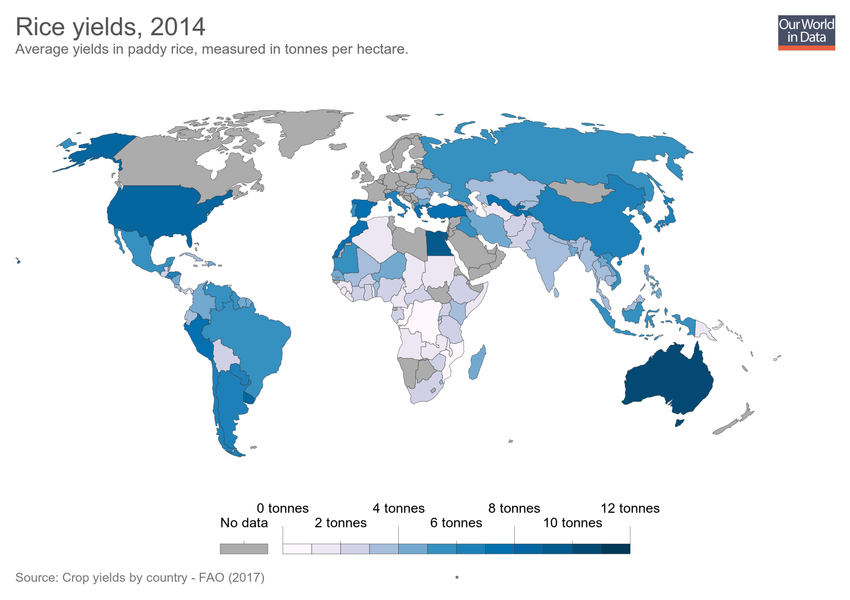 Rice yields, 2014
Average yields in paddy rice, measured in tonnes per hectare.
Our World
in Data
0 tonnes 4 tonnes 8 tonnes 12 tonnes
No data 2 tonnes 6 tonnes 10 tonnes
Source: Crop yields by country - FAO (2017) •